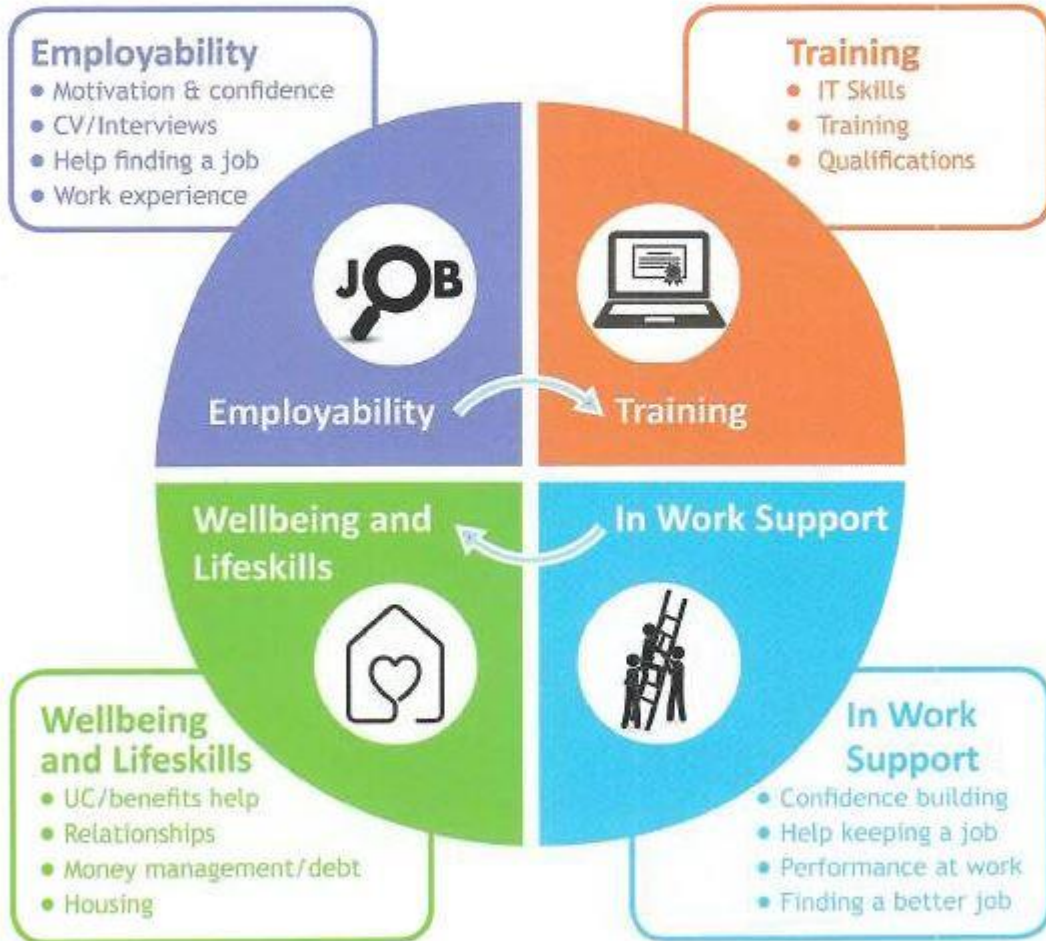 Employability
• Motivation & confidence
• CV/Interviews
• Help finding a job
• Work experience
Training
• IT Skills
• Training
• Qualifications
JOB
Employability
Training
Wellbeing and
Lifeskills
In Work Support
Wellbeing
and Lifeskills
• UC/benefits help
• Relationships
• Money management/debt
• Housing
In Work
Support
• Confidence building
• Help keeping a job
• Performance at work
• Finding a better job